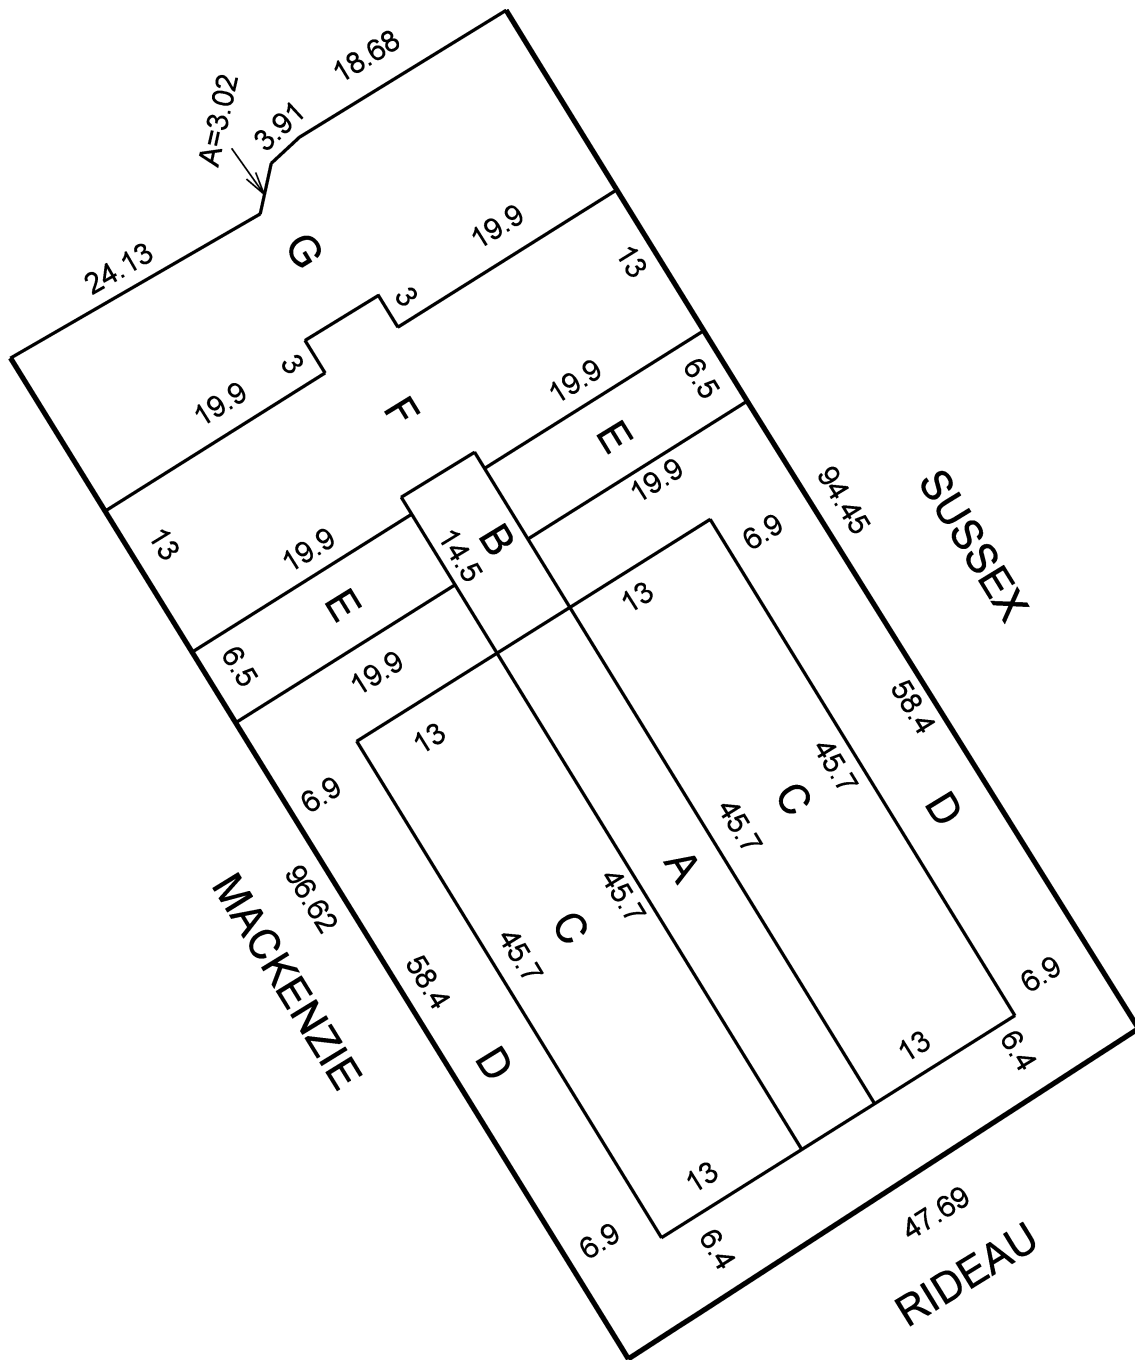 18.68
A=3.02
3.91
24.13
G
19.9
13
3
3
19.9
F
19.9
6.5
E
19.9
94.45
SUSSEX
13
19.9
14.5
B
6.9
E
13
6.5
19.9
13
6.9
58.4
45.7
C
D
45.7
A
MACKENZIE
96.62
45.7
C
45.7
58.4
D
6.9
13
6.4
13
6.9
6.4
47.69
RIDEAU